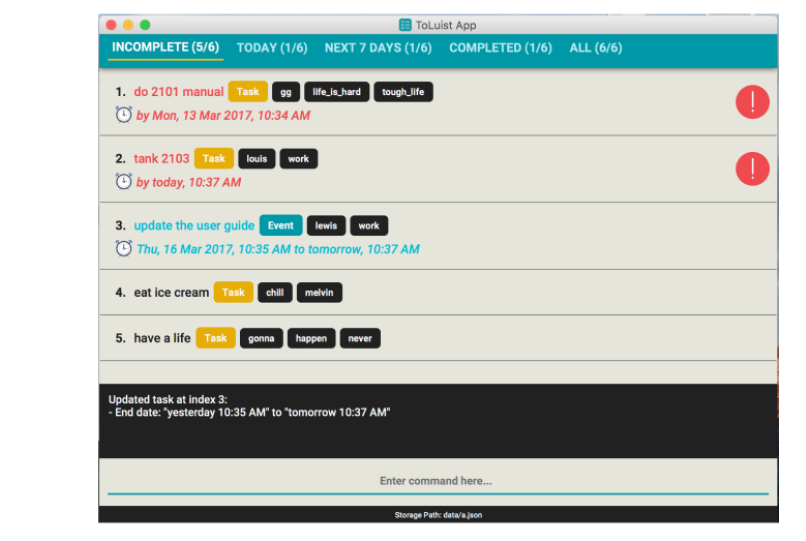 ToLuist App
INCOMPLETE (5/6) TODAY (1/6) NEXT 7 DAYS (1/6) COMPLETED (1/6) ALL (6/6)
1. do 2101 manual Task gg life_is_hard tough_life
by Mon, 13 Mar 2017, 10:34 AM
2. tank 2103 Task louis work
by today, 10:37 AM
3. update the user guide Event lewis work
Thu, 16 Mar 2017, 10:35 AM to tomorrow, 10:37 AM
4. eat ice cream Task chill melvin
5. have a life Task gonna happen never
Updated task at index 3:
- End date: "yesterday 10:35 AM" to "tomorrow 10:37 AM"
Enter command here...
Storage Path: data/a.json